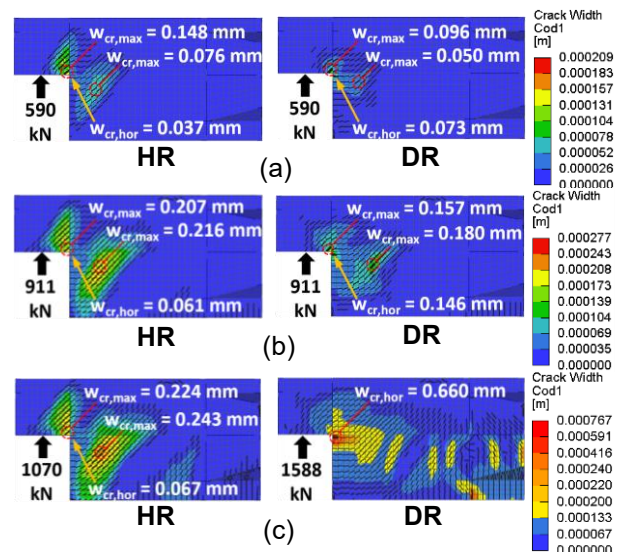 w_cr,max = 0.148 mm
w_cr,max = 0.076 mm
590
kN
w_cr,hor = 0.037 mm
HR
w_cr,max = 0.096 mm
w_cr,max = 0.050 mm
590
kN
w_cr,hor = 0.073 mm
DR
Crack Width
Cod1
[m]
0.000209
0.000183
0.000157
0.000131
0.000104
0.000078
0.000052
0.000026
0.000000
(a)
w_cr,max = 0.207 mm
w_cr,max = 0.216 mm
911
kN
w_cr,hor = 0.061 mm
HR
w_cr,max = 0.157 mm
w_cr,max = 0.180 mm
911
kN
w_cr,hor = 0.146 mm
DR
Crack Width
Cod1
[m]
0.000277
0.000243
0.000208
0.000173
0.000139
0.000104
0.000069
0.000035
0.000000
(b)
w_cr,max = 0.224 mm
w_cr,max = 0.243 mm
1070
kN
w_cr,hor = 0.067 mm
HR
w_cr,hor = 0.660 mm
1588
kN
DR
Crack Width
Cod1
[m]
0.000767
0.000591
0.000416
0.000240
0.000220
0.000200
0.000133
0.000067
0.000000
(c)